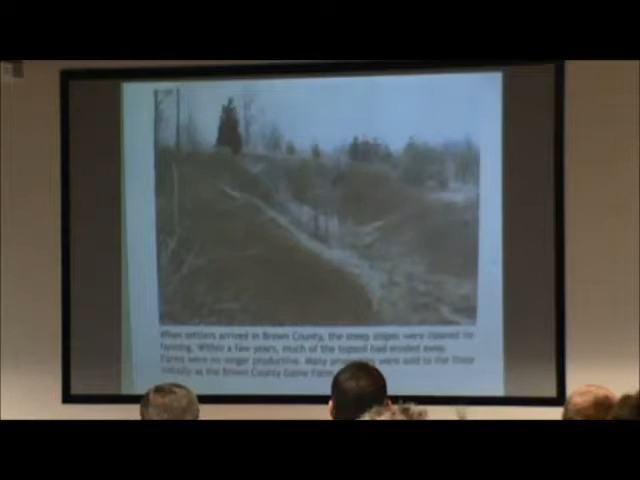 When settlers arrived in Brown County, the steep slopes were cleared for
farming. Within a few years, much of the topsoil had eroded away.
Farms were no longer productive. Many were sold to the State
initially as the Brown County Game Farm